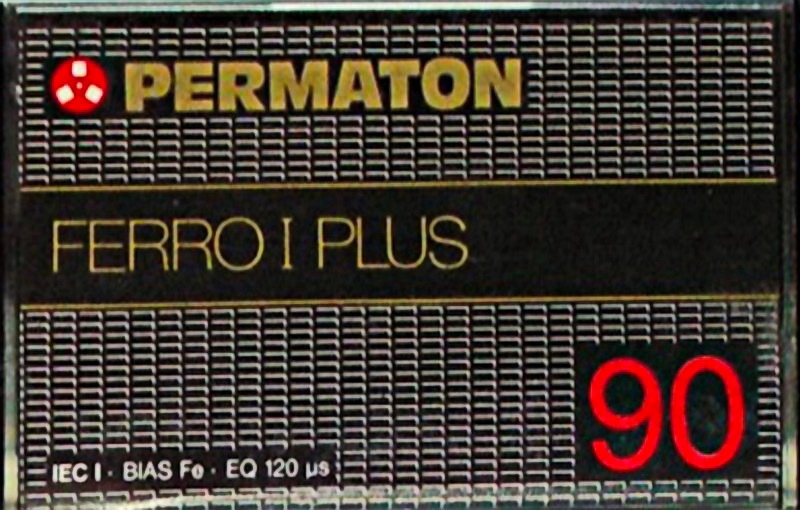 PERMATON
FERRO I PLUS
90
IEC I · BIAS Fe · EQ 120 µs